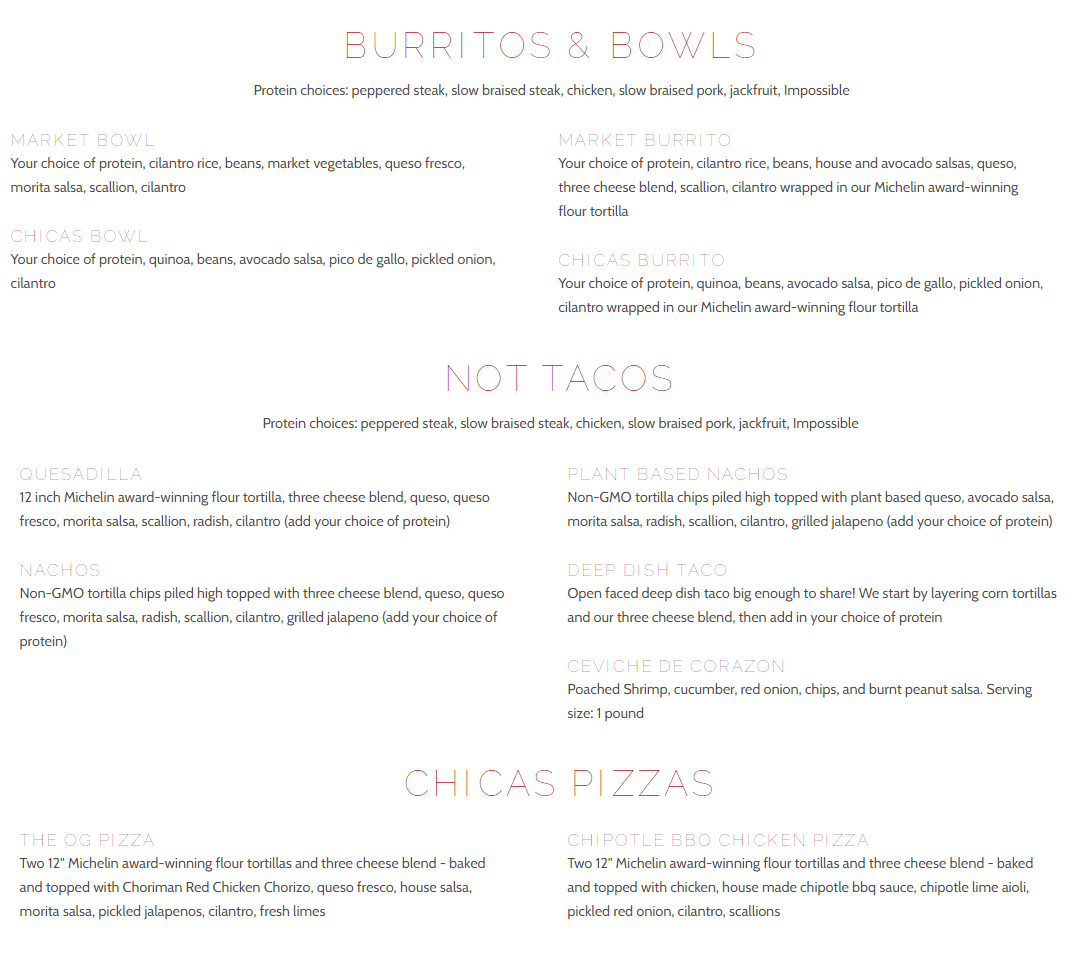 BURRITOS & BOWLS
Protein choices: peppered steak, slow braised steak, chicken, slow braised pork, jackfruit, Impossible
MARKET BOWL
Your choice of protein, cilantro rice, beans, market vegetables, queso fresco,
morita salsa, scallion, cilantro
CHICAS BOWL
Your choice of protein, quinoa, beans, avocado salsa, pico de gallo, pickled onion,
cilantro
MARKET BURRITO
Your choice of protein, cilantro rice, beans, house and avocado salsas, queso,
three cheese blend, scallion, cilantro wrapped in our Michelin award-winning
flour tortilla
CHICAS BURRITO
Your choice of protein, quinoa, beans, avocado salsa, pico de gallo, pickled onion,
cilantro wrapped in our Michelin award-winning flour tortilla
NOT TACOS
Protein choices: peppered steak, slow braised steak, chicken, slow braised pork, jackfruit, Impossible
QUESADILLA
12 inch Michelin award-winning flour tortilla, three cheese blend, queso, queso
fresco, morita salsa, scallion, radish, cilantro (add your choice of protein)
NACHOS
Non-GMO tortilla chips piled high topped with three cheese blend, queso, queso
fresco, morita salsa, radish, scallion, cilantro, grilled jalapeno (add your choice of
protein)
PLANT BASED NACHOS
Non-GMO tortilla chips piled high topped with plant based queso, avocado salsa,
morita salsa, radish, scallion, cilantro, grilled jalapeno (add your choice of protein)
DEEP DISH TACO
Open faced deep dish taco big enough to share! We start by layering corn tortillas
and our three cheese blend, then add in your choice of protein
CEVICHE DE CORAZON
Poached Shrimp, cucumber, red onion, chips, and burnt peanut salsa. Serving
size: 1 pound
CHICAS PIZZAS
THE OG PIZZA
Two 12" Michelin award-winning flour tortillas and three cheese blend - baked
and topped with Choriman Red Chicken Chorizo, queso fresco, house salsa,
morita salsa, pickled jalapenos, cilantro, fresh limes
CHIPOTLE BBQ CHICKEN PIZZA
Two 12" Michelin award-winning flour tortillas and three cheese blend - baked
and topped with chicken, house made chipotle bbq sauce, chipotle lime aioli,
pickled red onion, cilantro, scallions